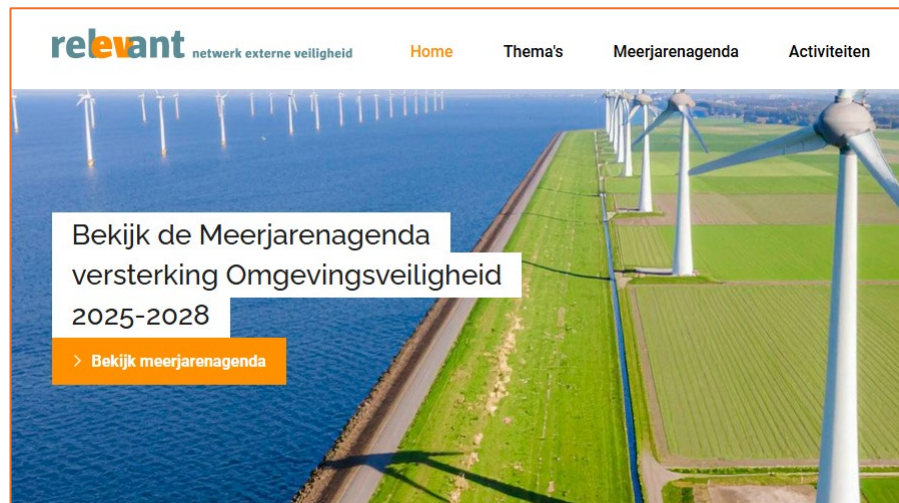 relevant netwerk externe veiligheid
Home Thema's Meerjarenagenda Activiteiten
Bekijk de Meerjarenagenda
versterking Omgevingsveiligheid
2025-2028
> Bekijk meerjarenagenda